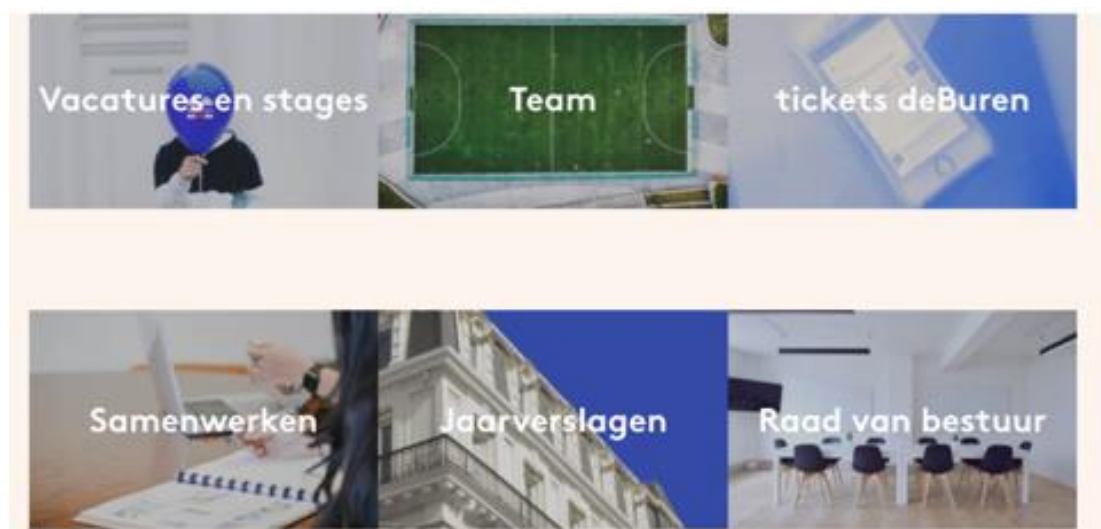 Vacatures en stages
Team
tickets deBuren
Samenwerken
Jaarverslagen
Raad van bestuur